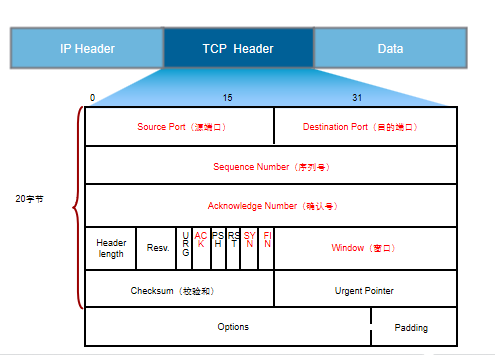 IP Header TCP Header Data
0 15 31
Source Port（源端口） Destination Port（目的端口）
Sequence Number（序列号）
20字节
Acknowledge Number（确认号）
Header length Resv. URG ACK PSH RST SYN FIN Window（窗口）
Checksum（校验和） Urgent Pointer
Options Padding